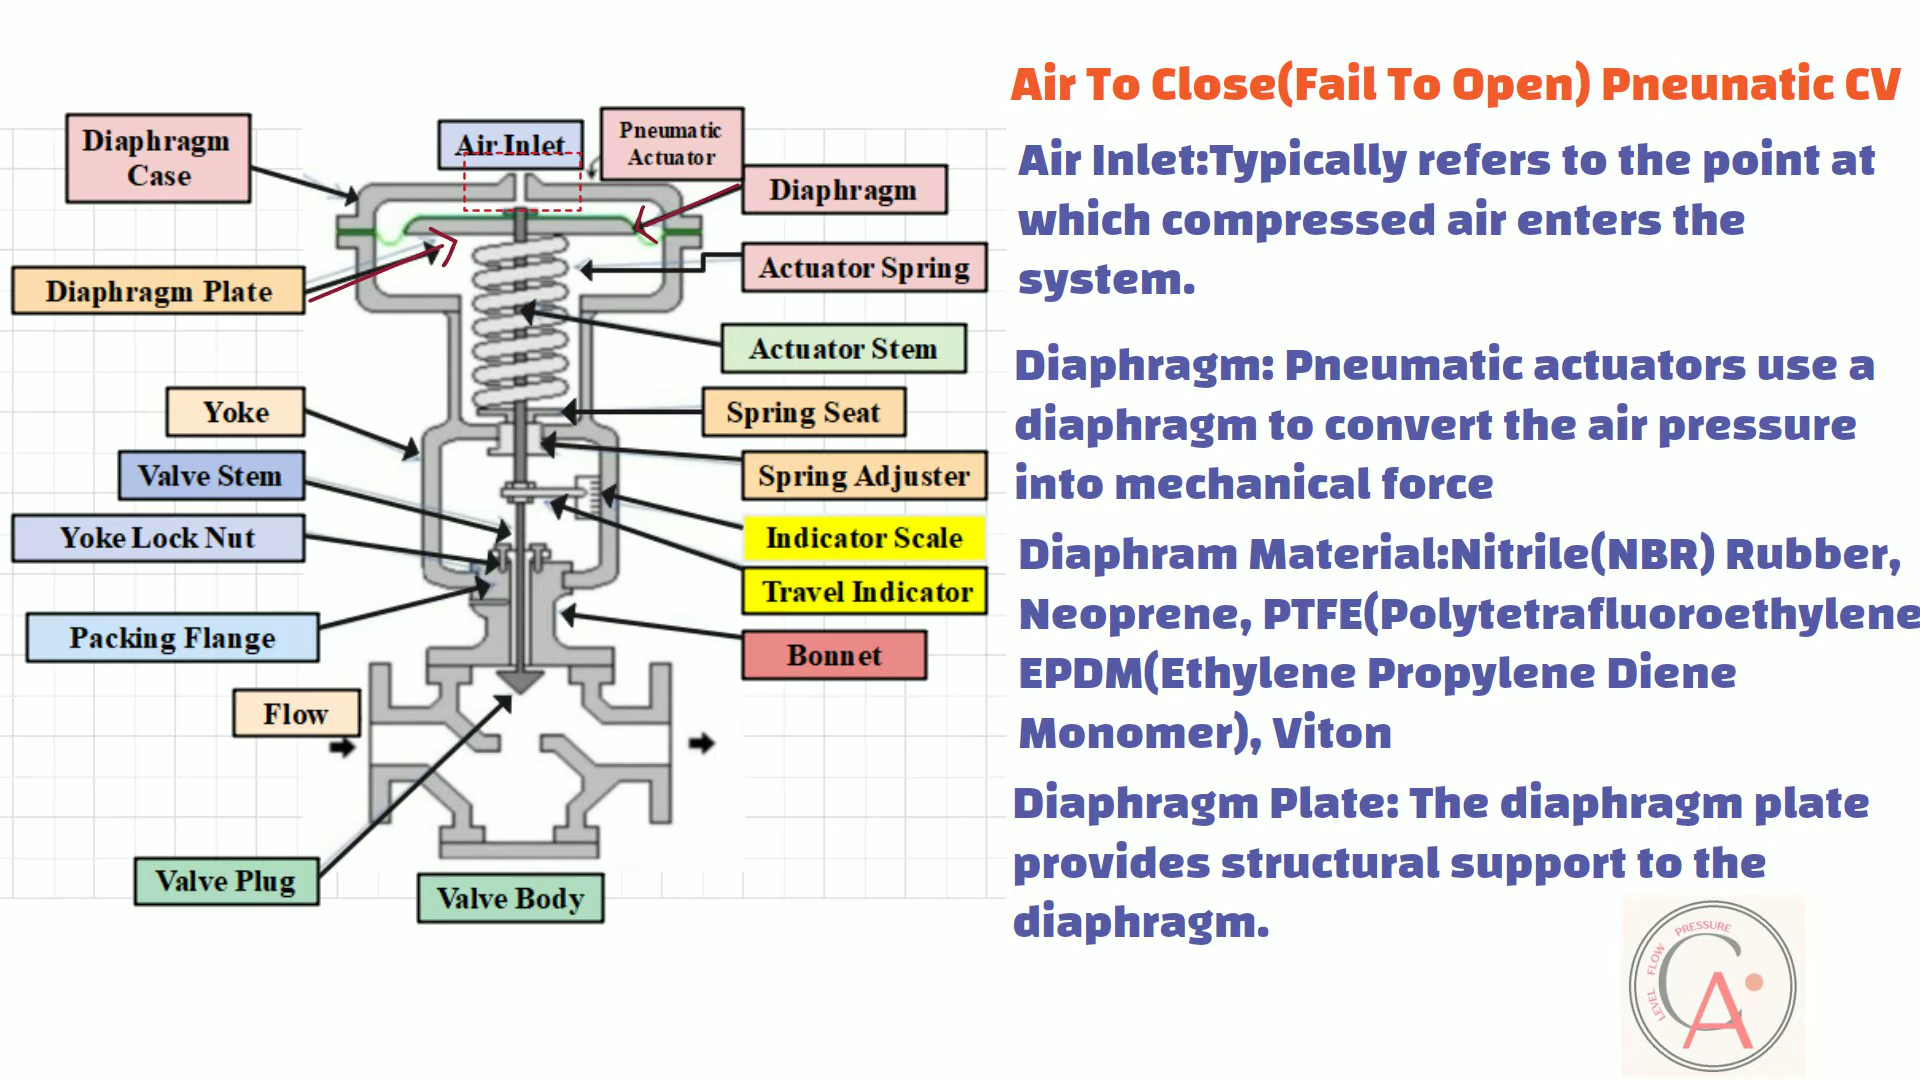 Air To Close(Fail To Open) Pneunatic CV
Diaphragm
Case
Air Inlet
Pneumatic
Actuator
Diaphragm
Diaphragm Plate
Actuator Spring
Actuator Stem
Yoke
Spring Seat
Valve Stem
Spring Adjuster
Yoke Lock Nut
Indicator Scale
Travel Indicator
Packing Flange
Bonnet
Flow
Valve Plug
Valve Body
Air Inlet:Typically refers to the point at
which compressed air enters the
system.
Diaphragm: Pneumatic actuators use a
diaphragm to convert the air pressure
into mechanical force
Diaphram Material:Nitrile(NBR) Rubber,
Neoprene, PTFE(Polytetrafluoroethylene
EPDM(Ethylene Propylene Diene
Monomer), Viton
Diaphragm Plate: The diaphragm plate
provides structural support to the
diaphragm.
LEVEL FLOW PRESSURE
CA